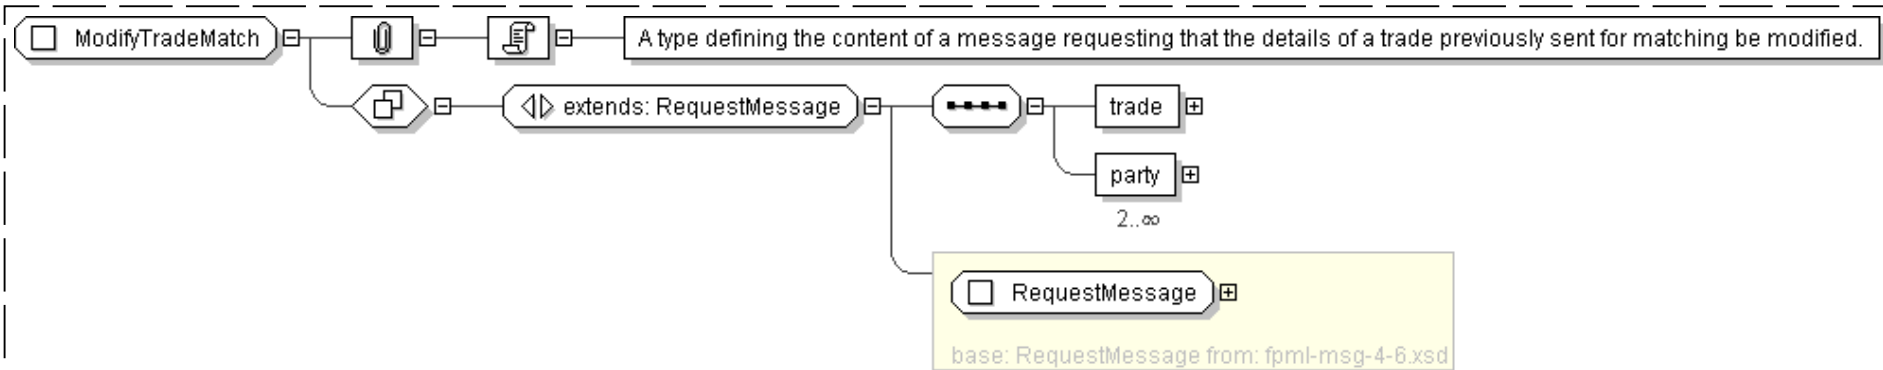 ModifyTradeMatch
A type defining the content of a message requesting that the details of a trade previously sent for matching be modified.
extends: RequestMessage
trade
party
2..∞
RequestMessage
base: RequestMessage from: fpml-msg-4-6.xsd